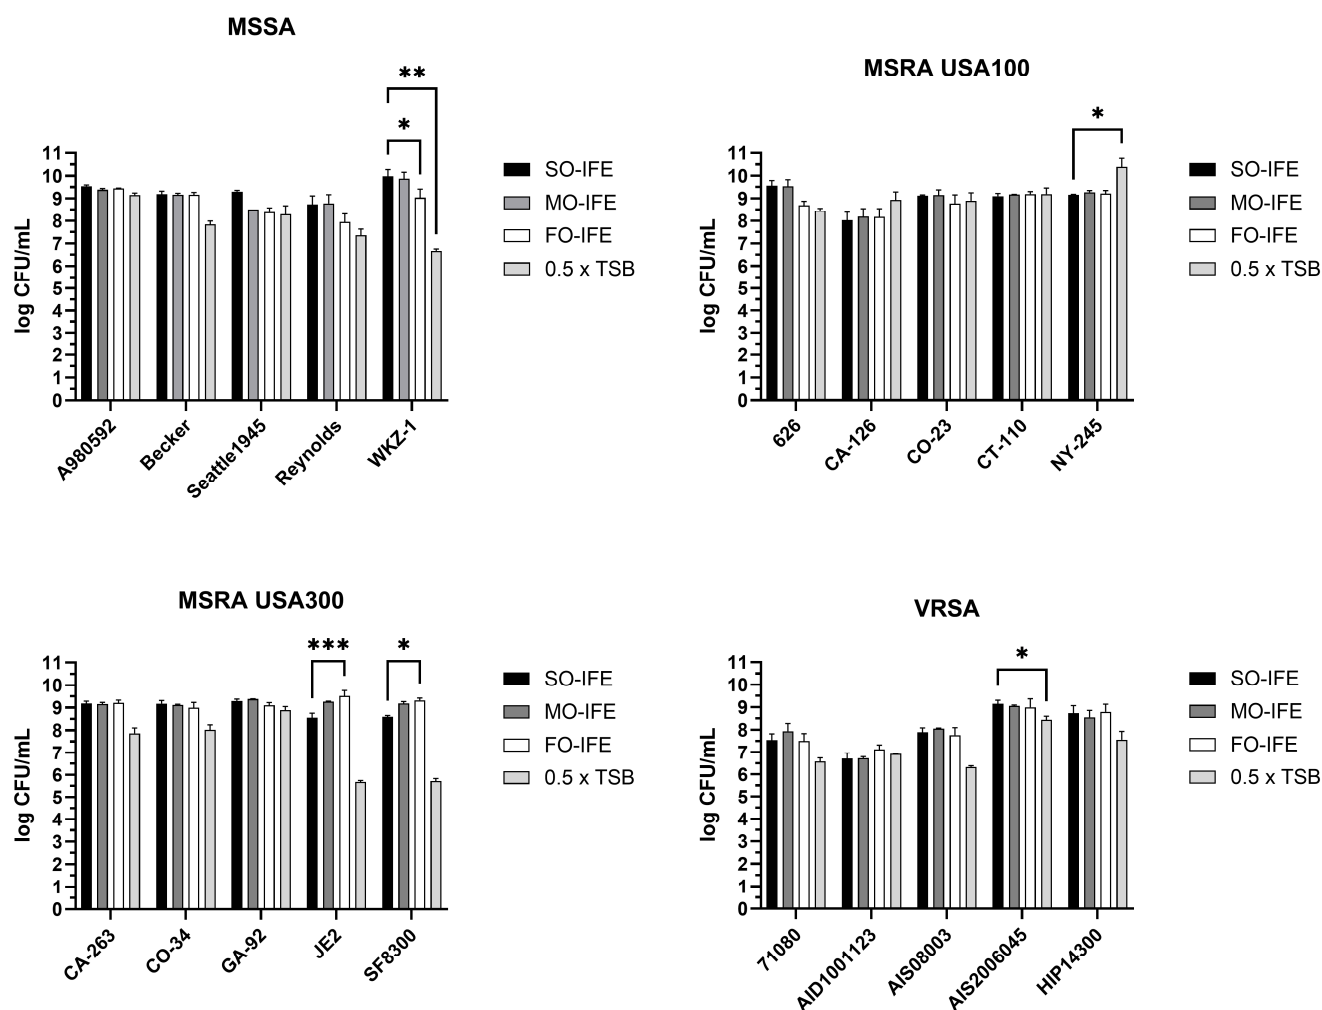 MSSA
**
*
11
10
9
8
7
6
5
4
3
2
1
0
log CFU/mL
A980592
Becker
Seattle1945
Reynolds
WKZ-1
SO-IFE
MO-IFE
FO-IFE
0.5 x TSB
MSRA USA100
*
11
10
9
8
7
6
5
4
3
2
1
0
log CFU/mL
626
CA-126
CO-23
CT-110
NY-245
SO-IFE
MO-IFE
FO-IFE
0.5 x TSB
MSRA USA300
***
*
11
10
9
8
7
6
5
4
3
2
1
0
log CFU/mL
CA-263
CO-34
GA-92
JE2
SF8300
SO-IFE
MO-IFE
FO-IFE
0.5 x TSB
VRSA
*
11
10
9
8
7
6
5
4
3
2
1
0
log CFU/mL
71080
AID1001123
AIS08003
AIS2006045
HIP14300
SO-IFE
MO-IFE
FO-IFE
0.5 x TSB